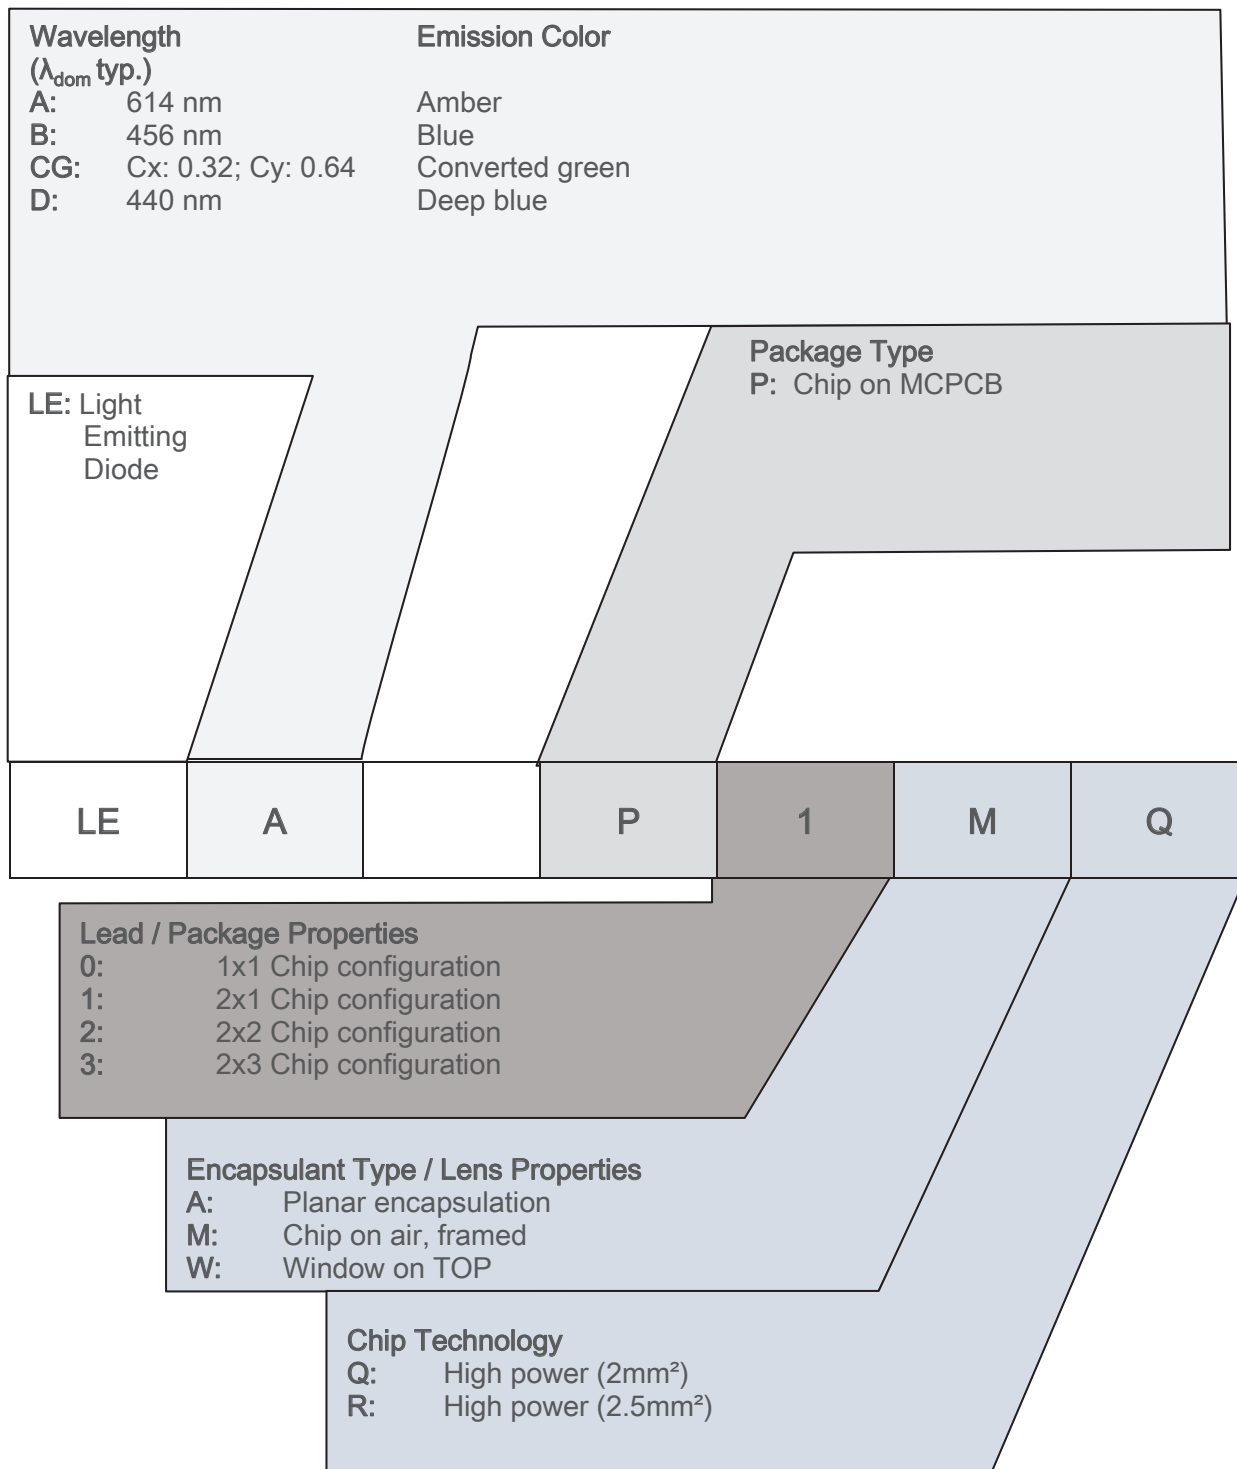 Wavelength Emission Color
(λdom typ.)
A: 614 nm Amber
B: 456 nm Blue
CG: Cx: 0.32; Cy: 0.64 Converted green
D: 440 nm Deep blue
Package Type
P: Chip on MCPCB
LE: Light
Emitting
Diode
LE A P 1 M Q
Lead / Package Properties
0: 1x1 Chip configuration
1: 2x1 Chip configuration
2: 2x2 Chip configuration
3: 2x3 Chip configuration
Encapsulant Type / Lens Properties
A: Planar encapsulation
M: Chip on air, framed
W: Window on TOP
Chip Technology
Q: High power (2mm²)
R: High power (2.5mm²)